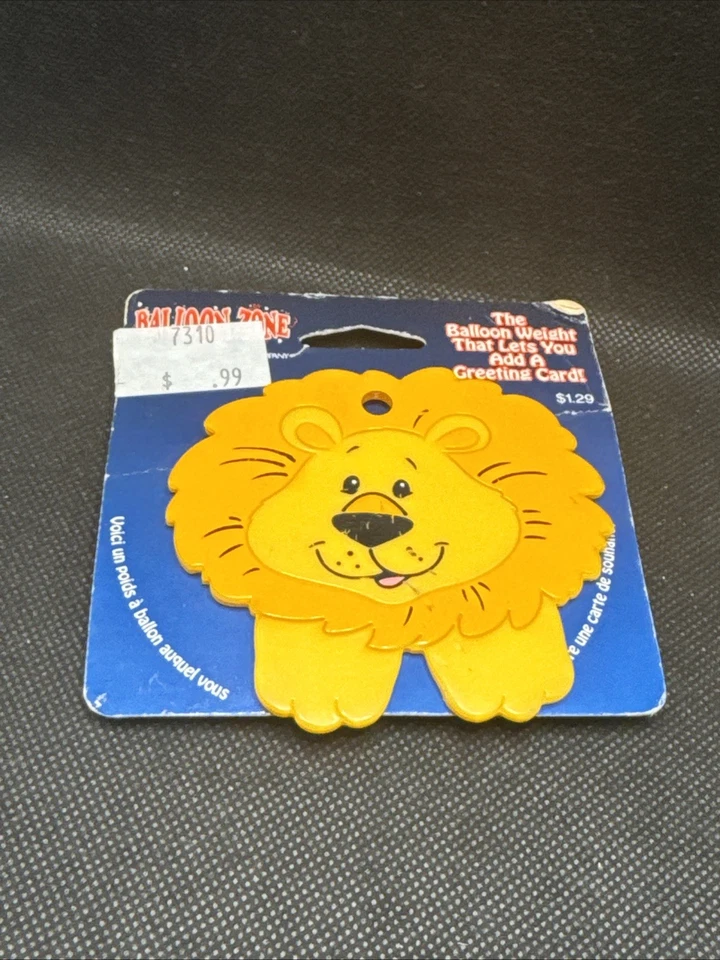 BALLOON ZONE
7310
$ .99
The
Balloon Weight
That Lets You
Add A
Greeting Card!
$1.29
Voici un poids à ballon auquel vous
une carte de